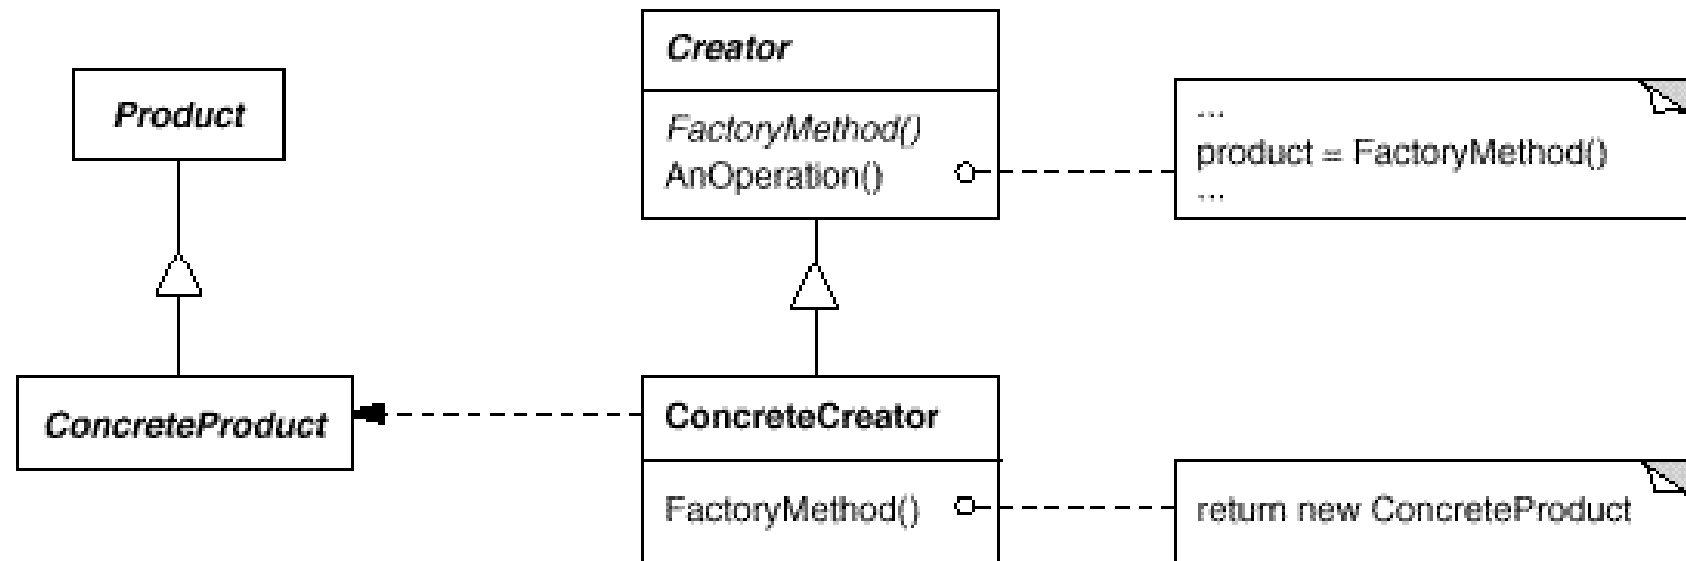 Product
ConcreteProduct
Creator
FactoryMethod()
AnOperation()
...
product = FactoryMethod()
...
ConcreteCreator
FactoryMethod()
return new ConcreteProduct